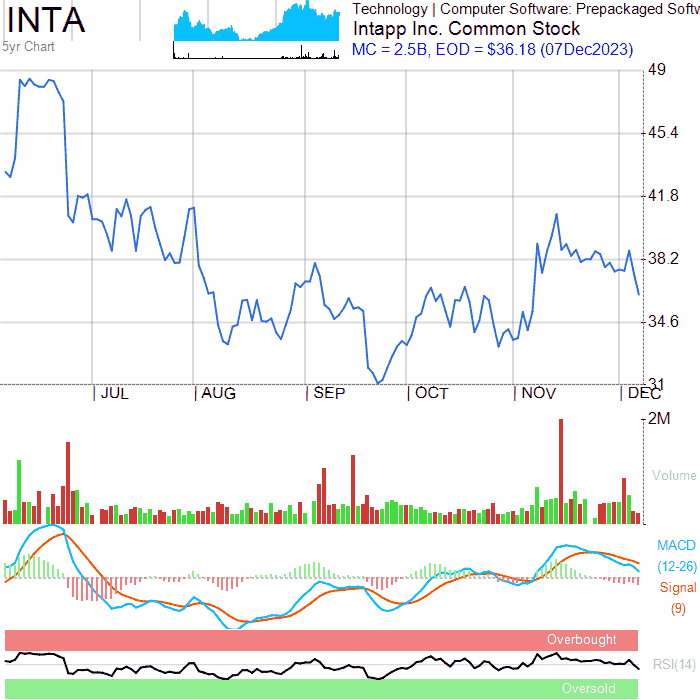 INTA
5yr Chart
Technology | Computer Software: Prepackaged Softw
Intapp Inc. Common Stock
MC = 2.5B, EOD = $36.18 (07Dec2023)
49
45.4
41.8
38.2
34.6
31
JUL AUG SEP OCT NOV DEC
2M
Volume
MACD
(12-26)
Signal
(9)
Overbought
RSI(14)
Oversold